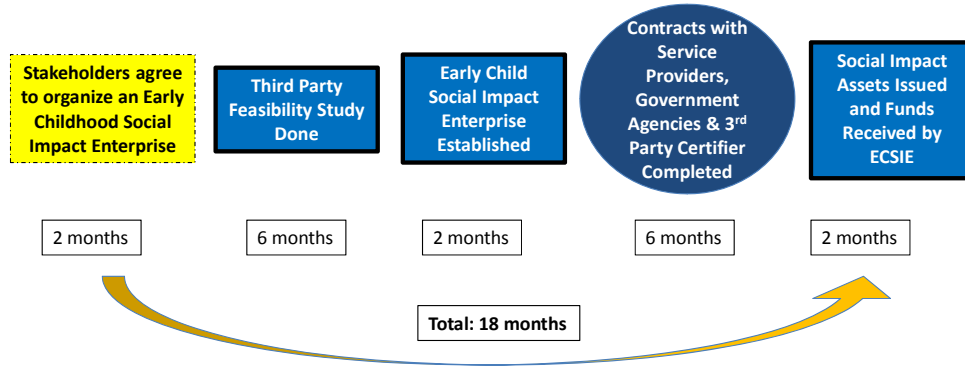 Stakeholders agree
to organize an Early
Childhood Social
Impact Enterprise
Third Party
Feasibility Study
Done
Early Child
Social Impact
Enterprise
Established
Contracts with
Service
Providers,
Government
Agencies & 3rd
Party Certifier
Completed
Social Impact
Assets Issued
and Funds
Received by
ECSIE
2 months
6 months
2 months
6 months
2 months
Total: 18 months